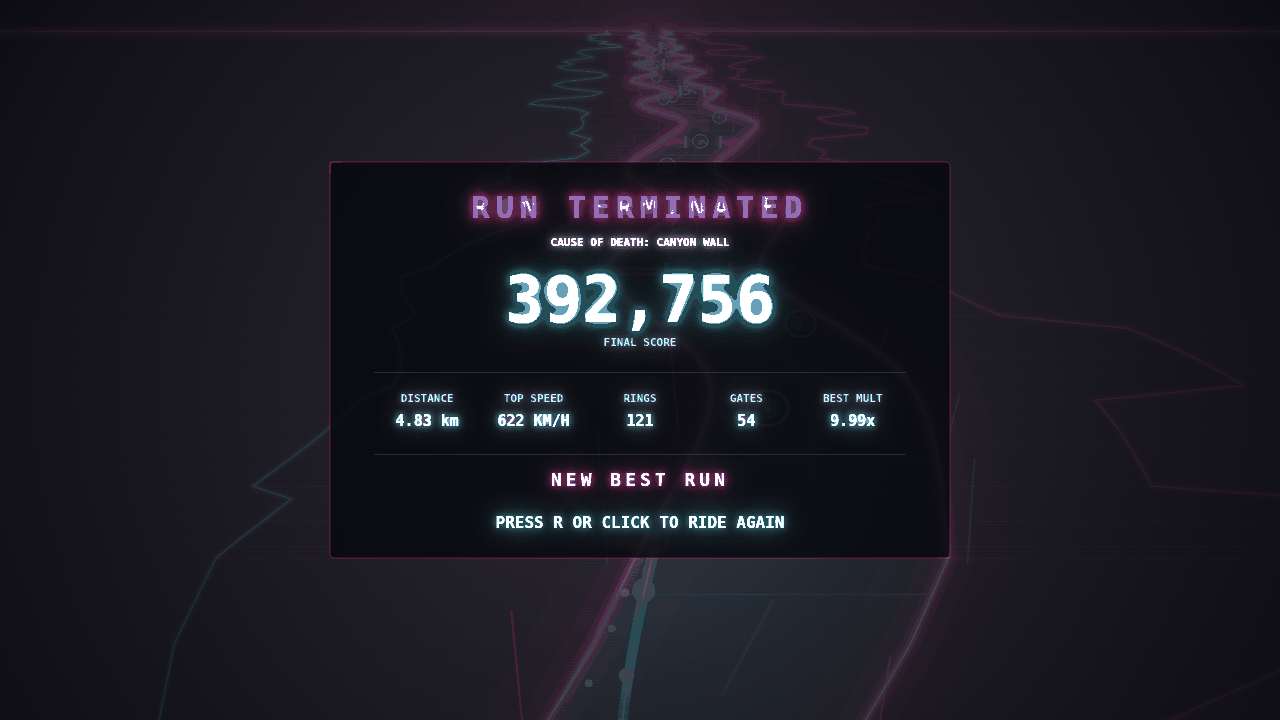 RUN TERMINATED
CAUSE OF DEATH: CANYON WALL
392,756
FINAL SCORE
DISTANCE TOP SPEED RINGS GATES BEST MULT
4.83 km 622 KM/H 121 54 9.99x
NEW BEST RUN
PRESS R OR CLICK TO RIDE AGAIN